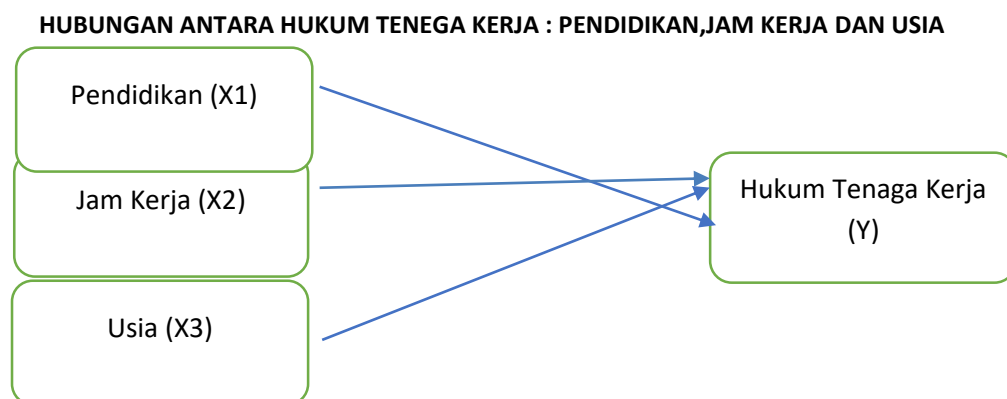 HUBUNGAN ANTARA HUKUM TENEGA KERJA : PENDIDIKAN,JAM KERJA DAN USIA
Pendidikan (X1)
Jam Kerja (X2)
Hukum Tenaga Kerja
(Y)
Usia (X3)